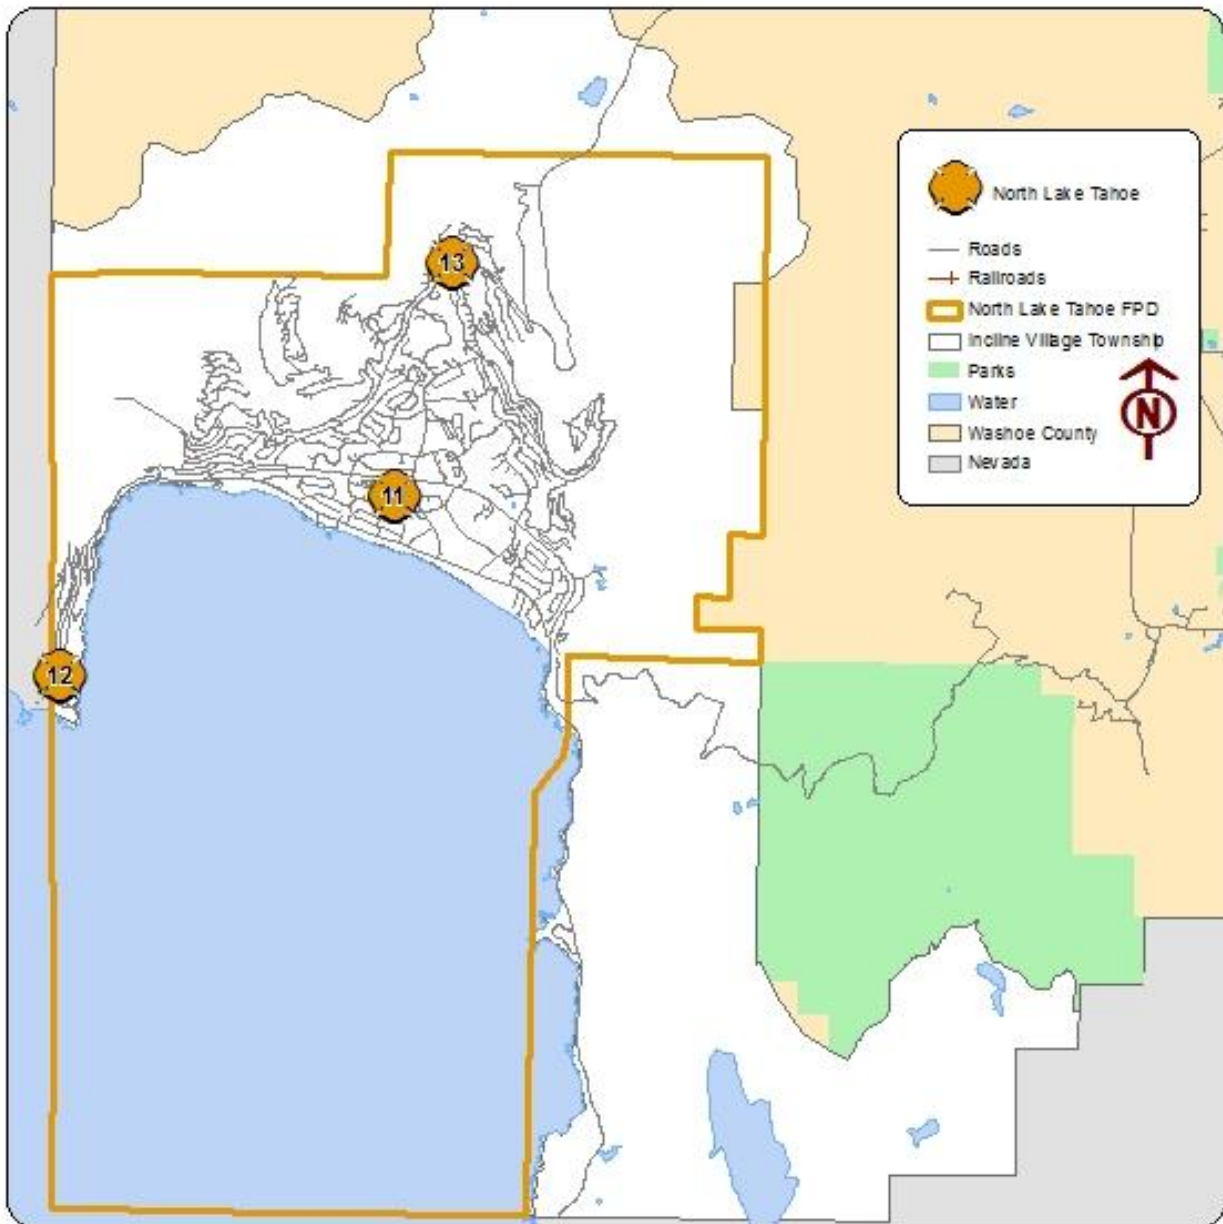 13
11
12
North Lake Tahoe
Roads
Railroads
North Lake Tahoe FPD
Incline Village Township
Parks
Water
Washoe County
Nevada
N